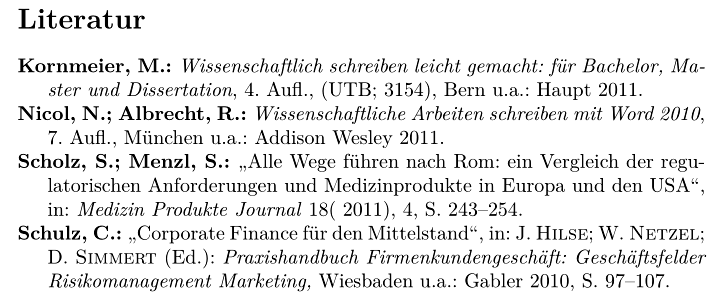 Literatur
Kornmeier, M.: Wissenschaftlich schreiben leicht gemacht: für Bachelor, Ma-
ster und Dissertation, 4. Aufl., (UTB; 3154), Bern u.a.: Haupt 2011.
Nicol, N.; Albrecht, R.: Wissenschaftliche Arbeiten schreiben mit Word 2010,
7. Aufl., München u.a.: Addison Wesley 2011.
Scholz, S.; Menzl, S.: „Alle Wege führen nach Rom: ein Vergleich der regu-
latorischen Anforderungen und Medizinprodukte in Europa und den USA“,
in: Medizin Produkte Journal 18( 2011), 4, S. 243–254.
Schulz, C.: „Corporate Finance für den Mittelstand“, in: J. Hilse; W. Netzel;
D. Simmert (Ed.): Praxishandbuch Firmenkundengeschäft: Geschäftsfelder
Risikomanagement Marketing, Wiesbaden u.a.: Gabler 2010, S. 97–107.